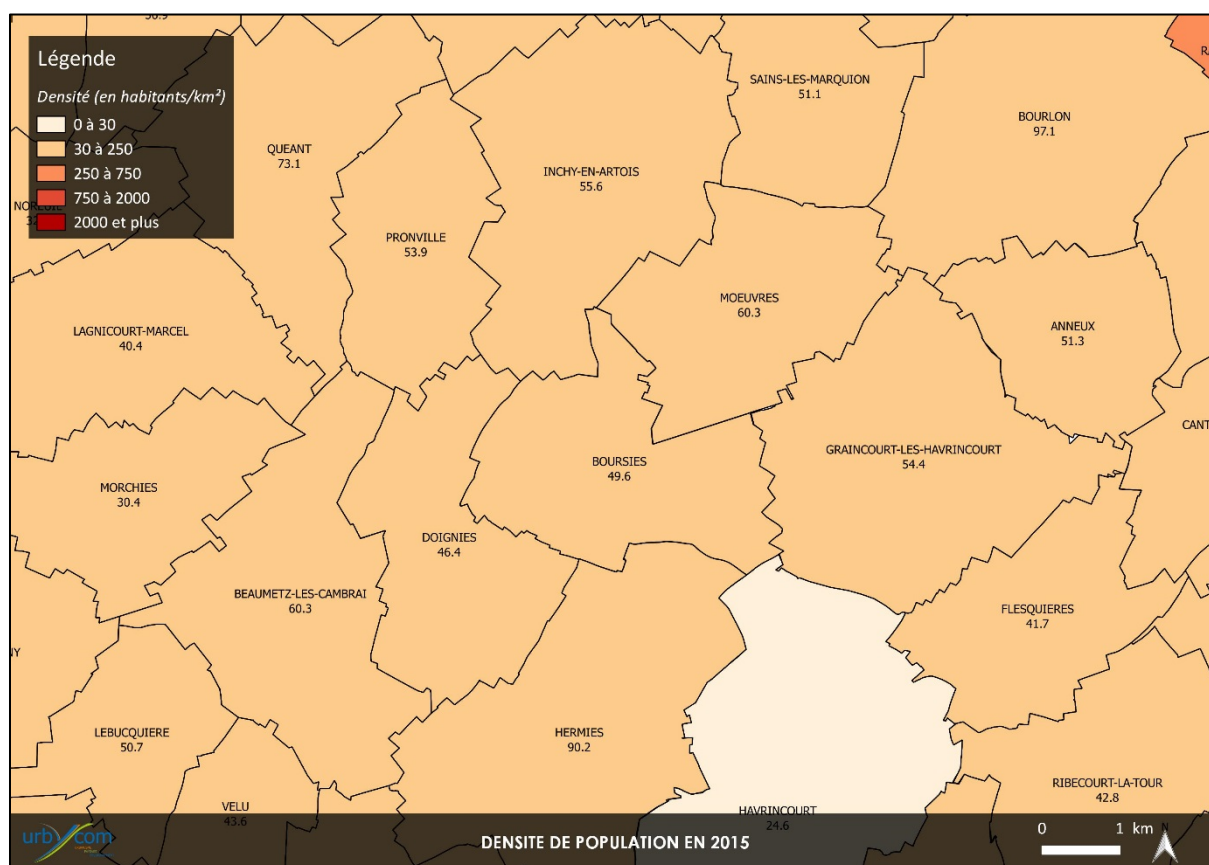 Légende
Densité (en habitants/km²)
0 à 30
30 à 250
250 à 750
750 à 2000
2000 et plus
SAINS-LES-MARQUION
51.1
BOURLON
97.1
QUEANT
73.1
INCHY-EN-ARTOIS
55.6
NOREUIL
PRONVILLE
53.9
MOEUVRES
60.3
LAGNICOURT-MARCEL
40.4
ANNEUX
51.3
CANT
GRAINCOURT-LES-HAVRINCOURT
54.4
BOURSIES
49.6
MORCHIES
30.4
DOIGNIES
46.4
BEAUMETZ-LES-CAMBRAI
60.3
FLESQUIERES
41.7
NY
LEBUCQUIERE
50.7
HERMIES
90.2
RIBECOURT-LA-TOUR
42.8
VELU
43.6
HAVRINCOURT
24.6
urbycom
DENSITE DE POPULATION EN 2015
0 1 km
N